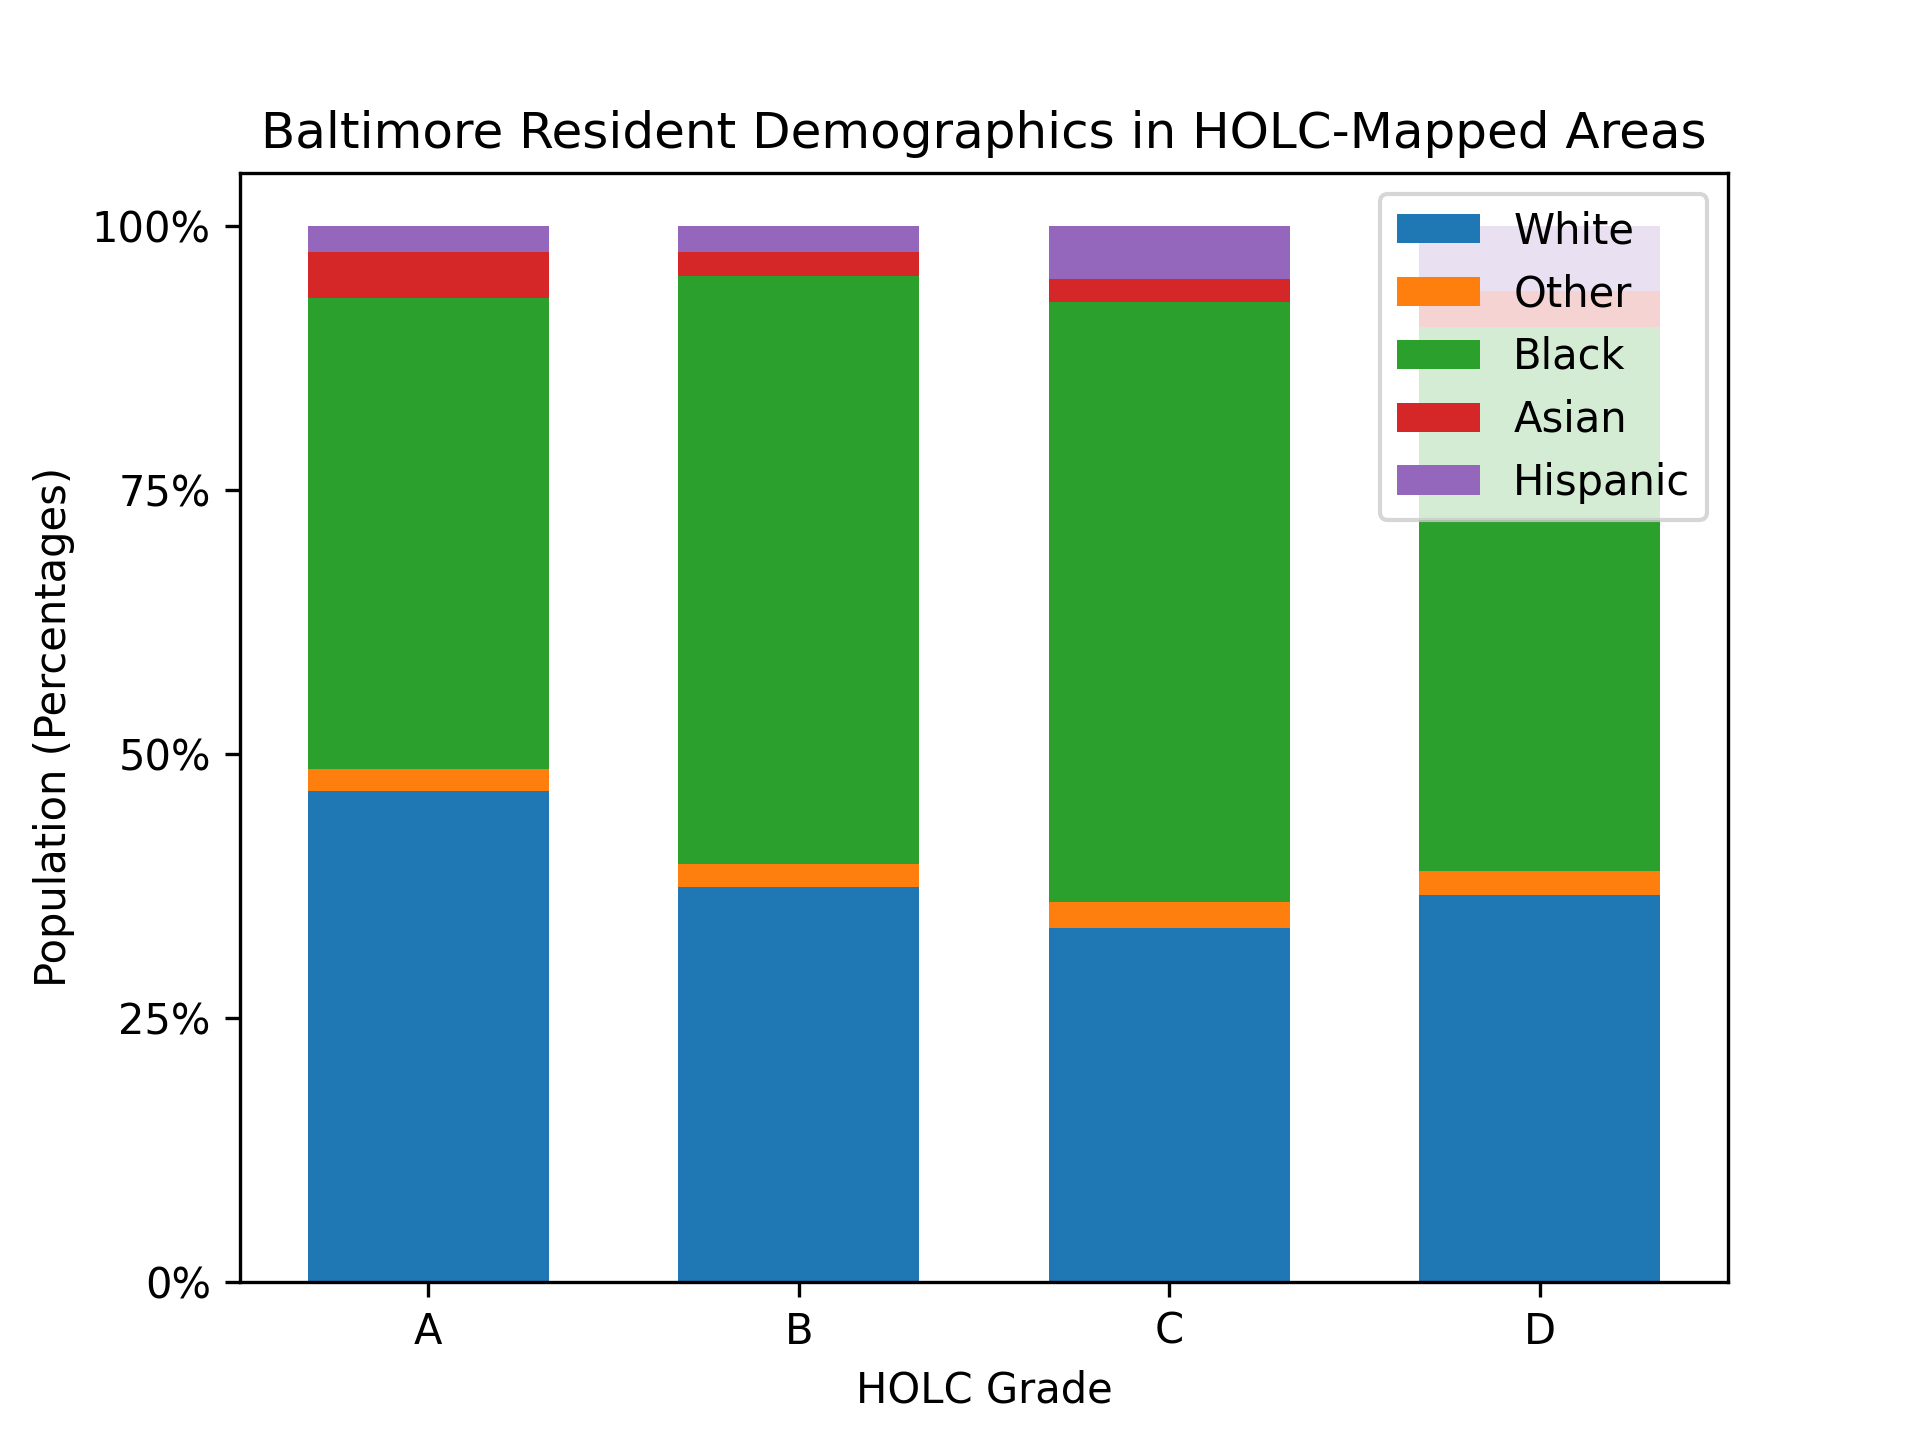 Baltimore Resident Demographics in HOLC-Mapped Areas
Population (Percentages)
100%
75%
50%
25%
0%
White
Other
Black
Asian
Hispanic
A
B
C
D
HOLC Grade